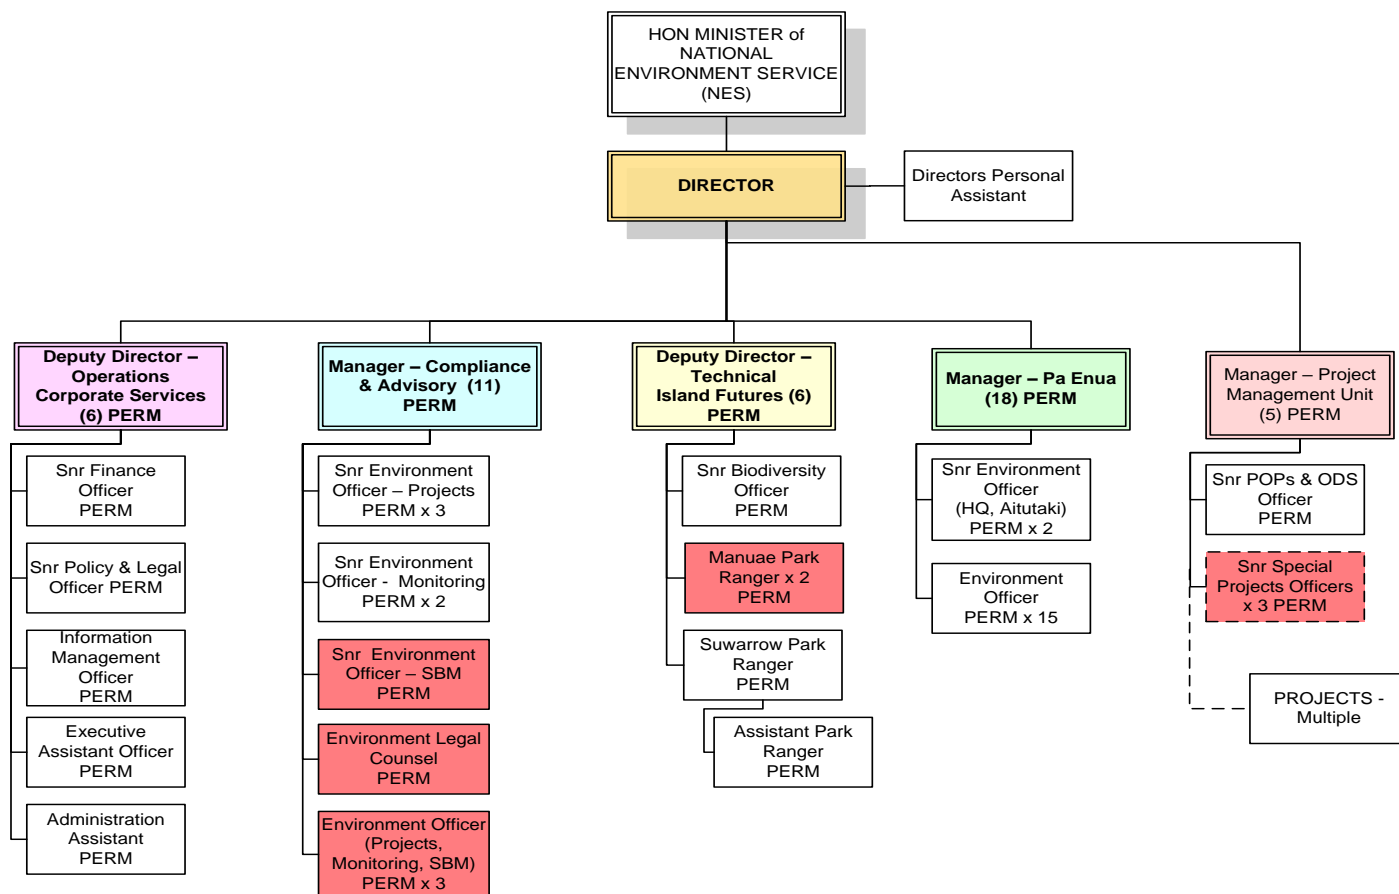 HON MINISTER of
NATIONAL
ENVIRONMENT SERVICE
(NES)
DIRECTOR
Directors Personal
Assistant
Deputy Director –
Operations
Corporate Services
(6) PERM
Snr Finance
Officer
PERM
Snr Policy & Legal
Officer PERM
Information
Management
Officer
PERM
Executive
Assistant Officer
PERM
Administration
Assistant
PERM
Manager – Compliance
& Advisory (11)
PERM
Snr Environment
Officer – Projects
PERM x 3
Snr Environment
Officer - Monitoring
PERM x 2
Snr Environment
Officer – SBM
PERM
Environment Legal
Counsel
PERM
Environment Officer
(Projects,
Monitoring, SBM)
PERM x 3
Deputy Director –
Technical
Island Futures (6)
PERM
Snr Biodiversity
Officer
PERM
Manuae Park
Ranger x 2
PERM
Suwarrow Park
Ranger
PERM
Assistant Park
Ranger
PERM
Manager – Pa Enua
(18) PERM
Snr Environment
Officer
(HQ, Aitutaki)
PERM x 2
Environment
Officer
PERM x 15
Manager – Project
Management Unit
(5) PERM
Snr POPs & ODS
Officer
PERM
Snr Special
Projects Officers
x 3 PERM
PROJECTS -
Multiple